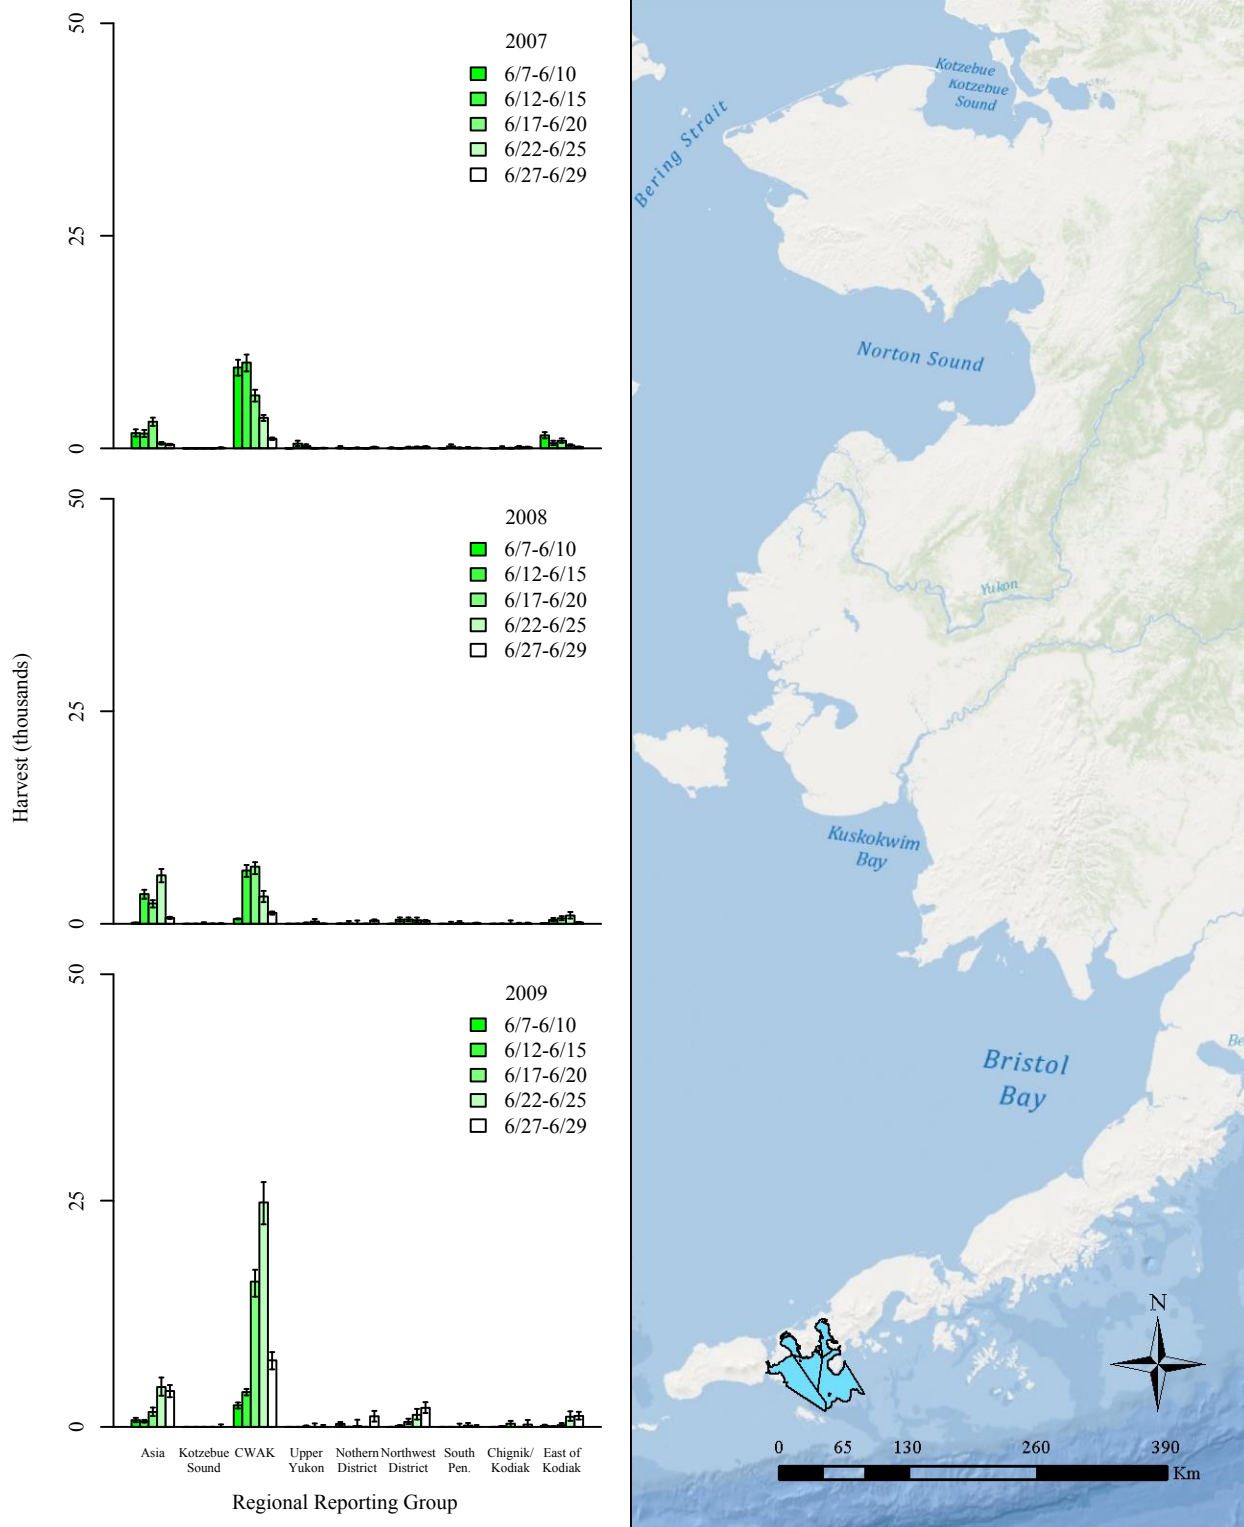 50
2007
6/7-6/10
6/12-6/15
6/17-6/20
6/22-6/25
6/27-6/29
25
0
50
2008
6/7-6/10
6/12-6/15
6/17-6/20
6/22-6/25
6/27-6/29
Harvest (thousands)
25
0
50
2009
6/7-6/10
6/12-6/15
6/17-6/20
6/22-6/25
6/27-6/29
25
0
Asia
Kotzebue
Sound
CWAK
Upper
Yukon
Nothern
District
Northwest
District
South
Pen.
Chignik/
Kodiak
East of
Kodiak
Regional Reporting Group
Kotzebue
Kotzebue
Sound
Bering Strait
Norton Sound
Yukon
Kuskokwim
Bay
Be
Bristol
Bay
N
0 65 130 260 390
Km